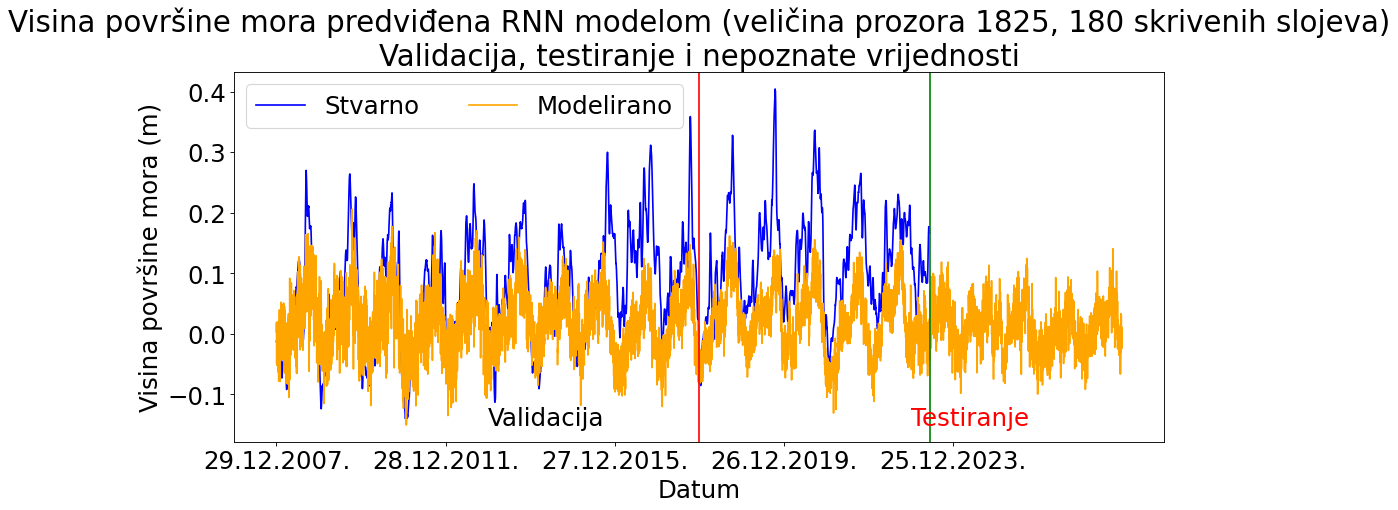 Visina površine mora predviđena RNN modelom (veličina prozora 1825, 180 skrivenih slojeva)
Validacija, testiranje i nepoznate vrijednosti
Stvarno Modelirano
Visina površine mora (m)
0.4
0.3
0.2
0.1
0.0
−0.1
Validacija
Testiranje
29.12.2007. 28.12.2011. 27.12.2015. 26.12.2019. 25.12.2023.
Datum